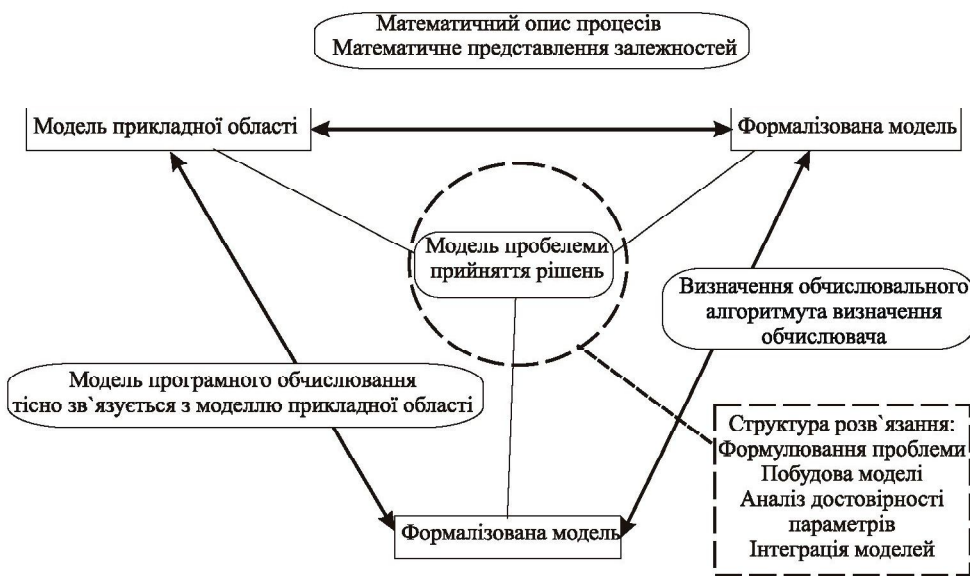 Математичний опис процесів
Математичне представлення залежностей
Модель прикладної області
Формалізована модель
Модель пробелеми
прийняття рішень
Визначення обчислювального
алгоритмута визначення
обчислювача
Модель програмного обчислювання
тісно зв`язується з моделлю прикладної області
Структура розв`язання:
Формулювання проблеми
Побудова моделі
Аналіз достовірності
параметрів
Інтеграція моделей
Формалізована модель